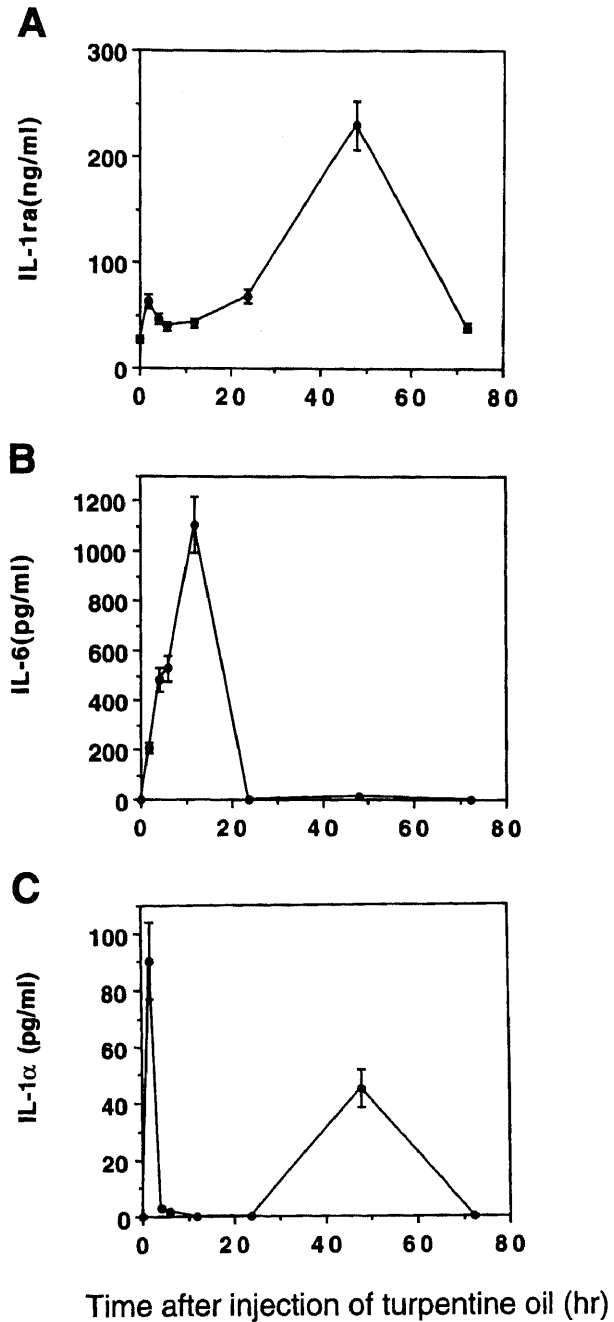 A
300
200
100
0
IL-1ra(ng/ml)
0 20 40 60 80
B
1200
1000
800
600
400
200
0
IL-6(pg/ml)
0 20 40 60 80
C
100
80
60
40
20
0
IL-1α (pg/ml)
0 20 40 60 80
Time after injection of turpentine oil (hr)